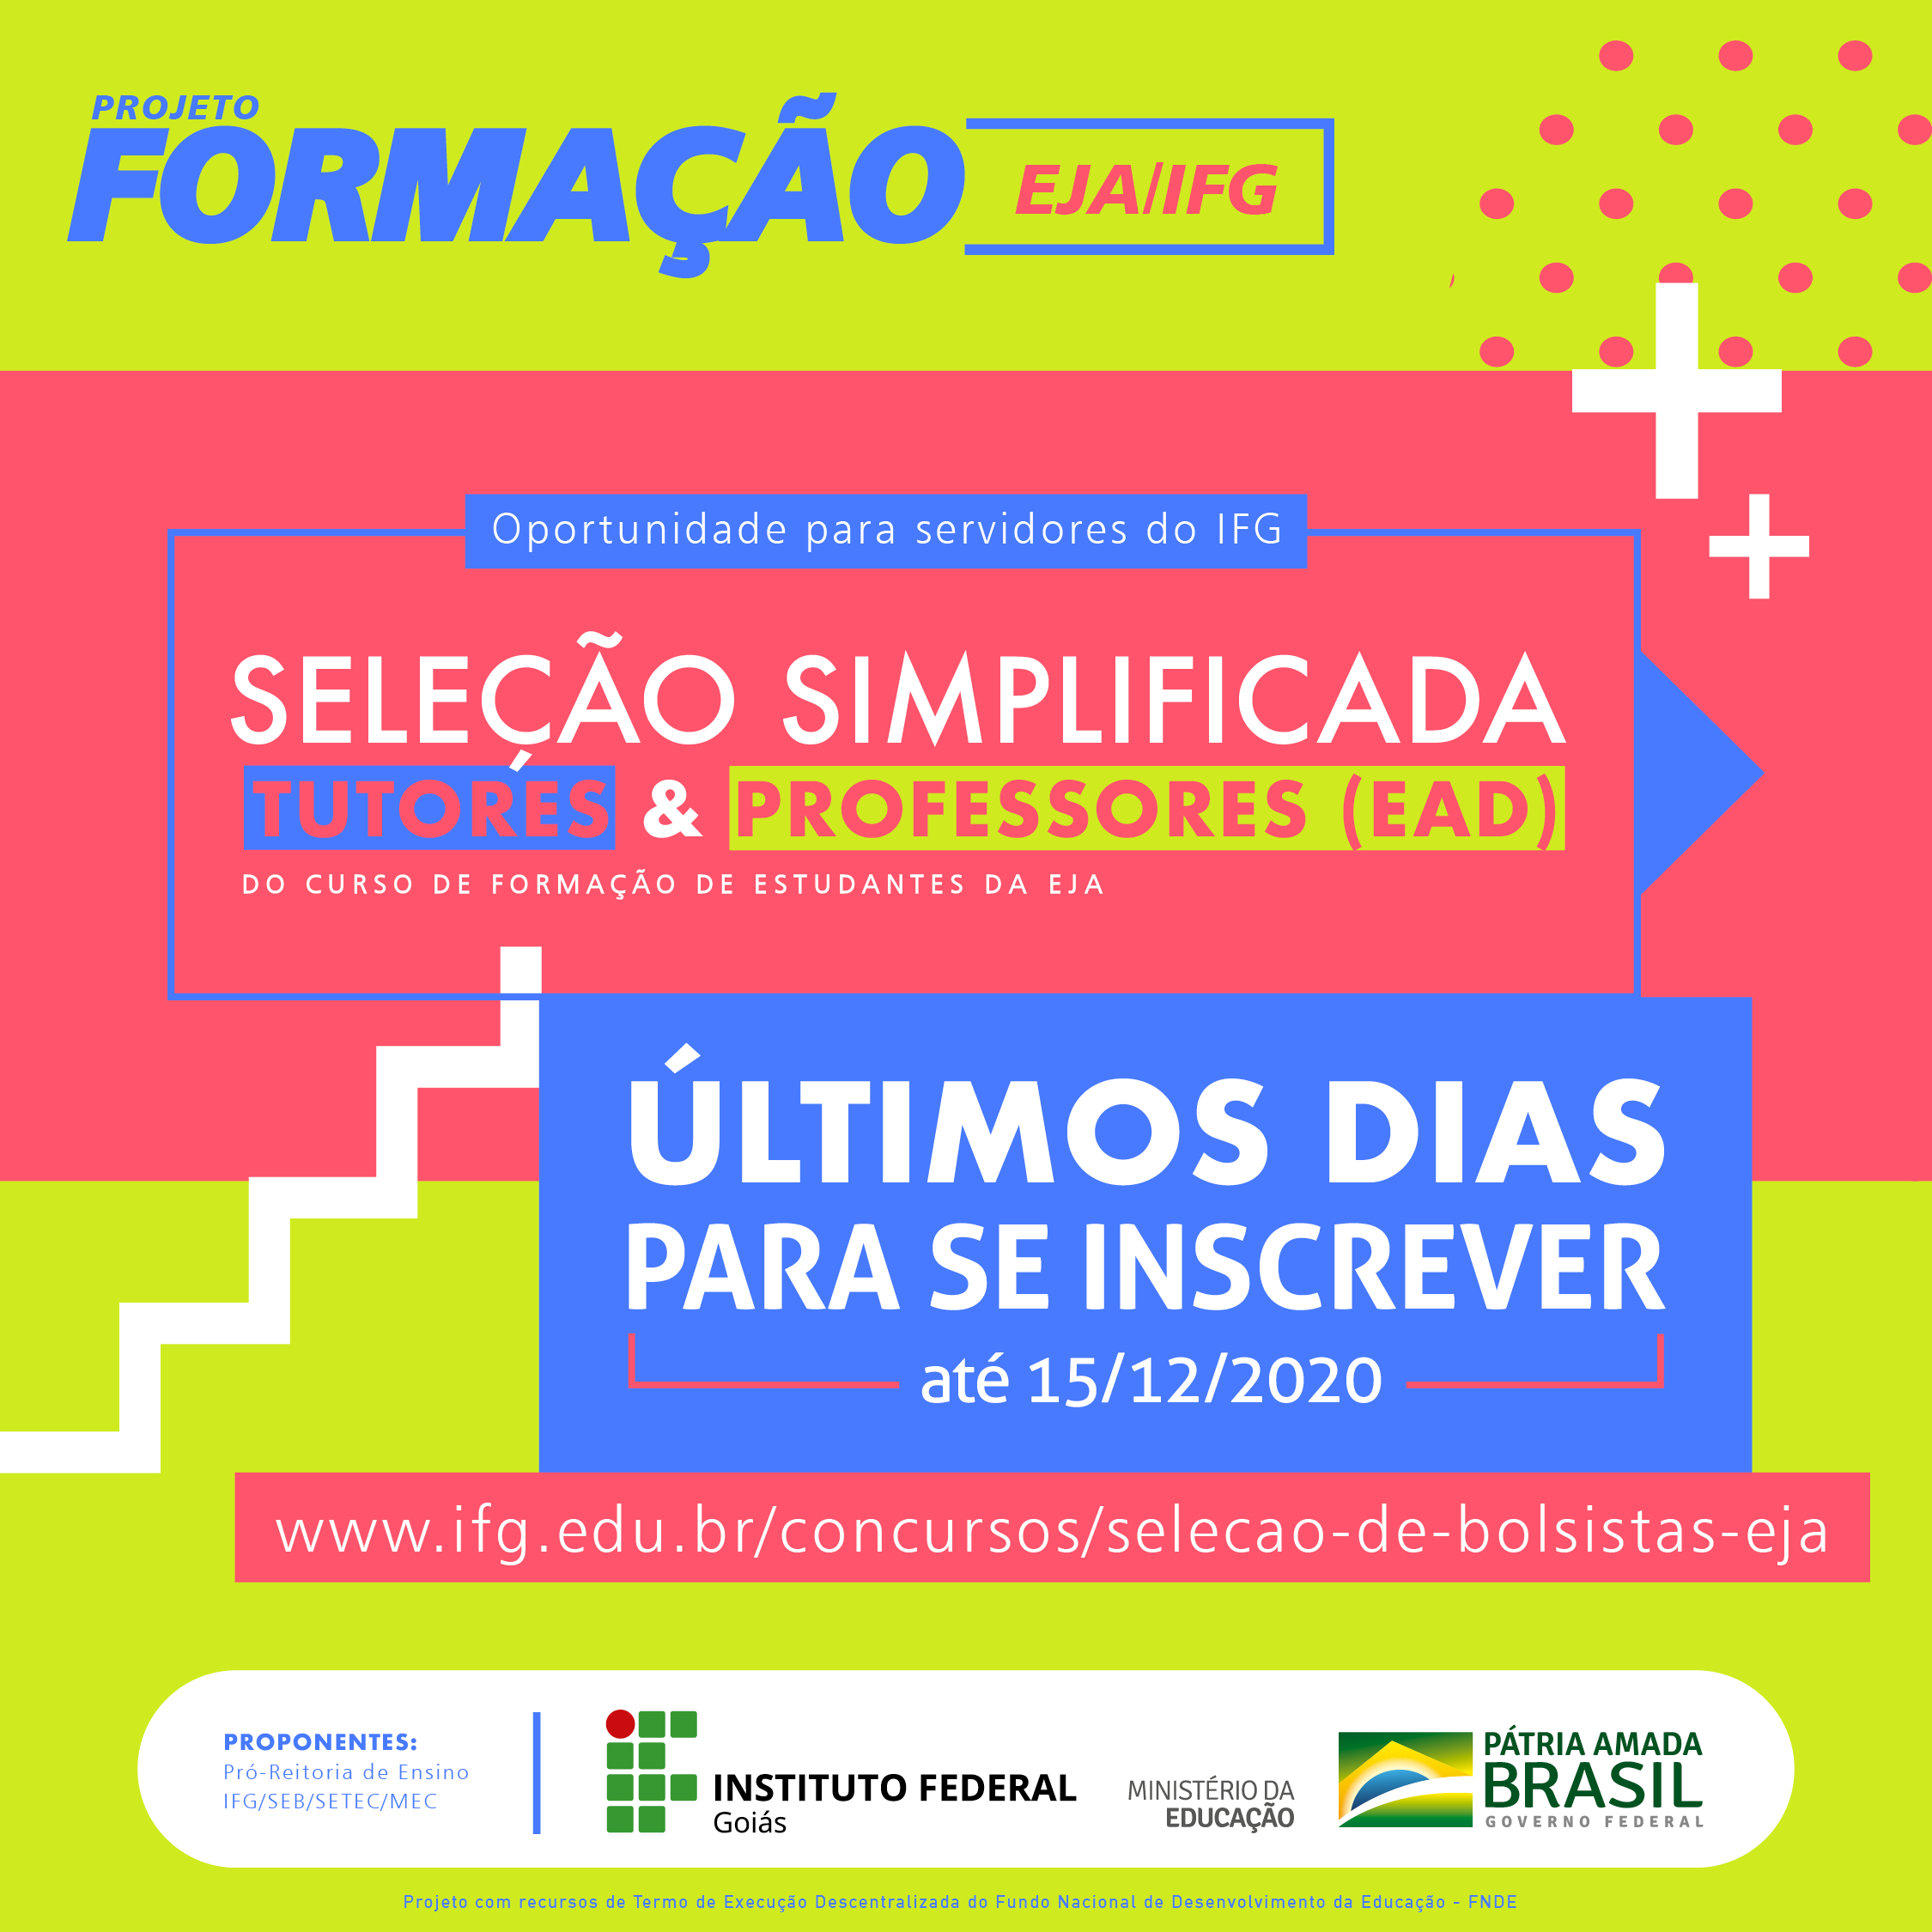 PROJETO
FORMAÇÃO
EJA/IFG
Oportunidade para servidores do IFG
SELEÇÃO SIMPLIFICADA
TUTORES & PROFESSORES (EAD)
DO CURSO DE FORMAÇÃO DE ESTUDANTES DA EJA
ÚLTIMOS DIAS
PARA SE INSCREVER
até 15/12/2020
www.ifg.edu.br/concursos/selecao-de-bolsistas-eja
PROPONENTES:
Pró-Reitoria de Ensino
IFG/SEB/SETEC/MEC
INSTITUTO FEDERAL
Goiás
MINISTÉRIO DA
EDUCAÇÃO
PÁTRIA AMADA
BRASIL
GOVERNO FEDERAL
Projeto com recursos de Termo de Execução Descentralizada do Fundo Nacional de Desenvolvimento da Educação - FNDE